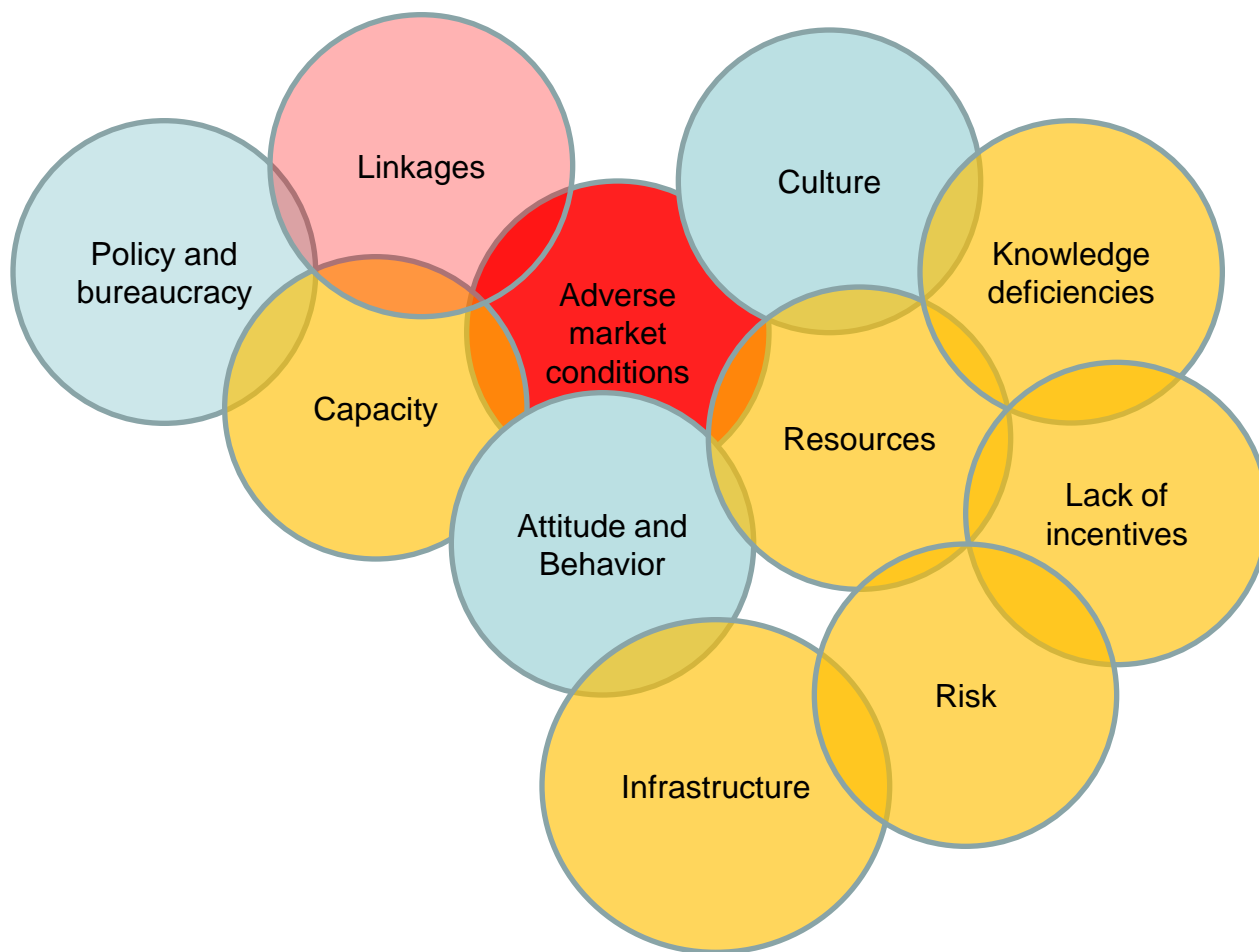 Linkages
Culture
Policy and
bureaucracy
Knowledge
deficiencies
Adverse
market
conditions
Capacity
Resources
Lack of
incentives
Attitude and
Behavior
Risk
Infrastructure